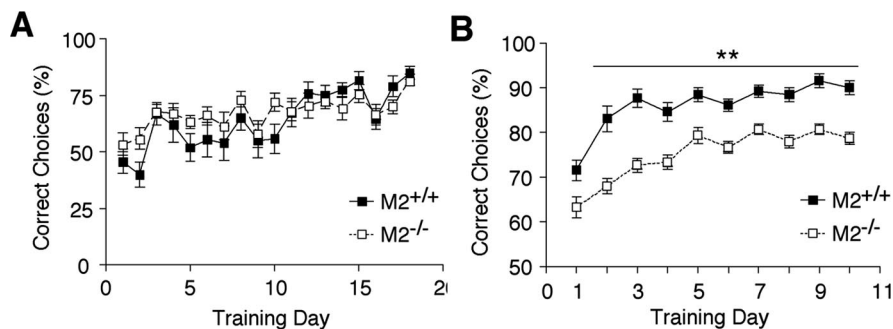 A
Correct Choices (%)
100
75
50
25
0
5
10
15
20
Training Day
M2+/+
M2-/-
B
Correct Choices (%)
100
90
80
70
60
50
0
1
3
5
7
9
11
Training Day
**
M2+/+
M2-/-